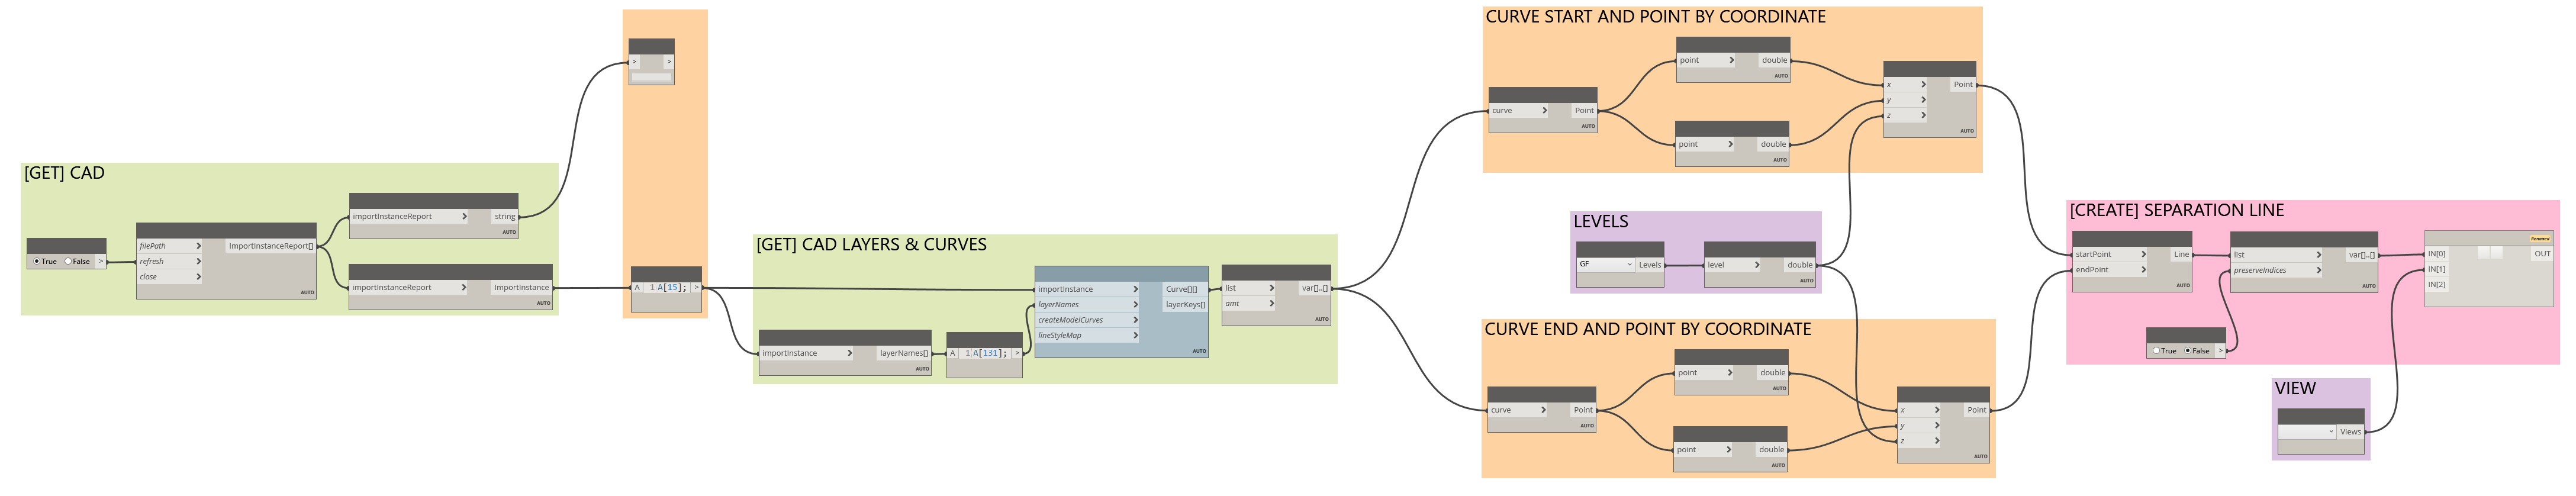 [GET] CAD
True False >
filePath > ImportInstanceReport[]
refresh >
close >
AUTO
importInstanceReport > string
AUTO
importInstanceReport > ImportInstance
AUTO
> >
A 1 A[15]; >
[GET] CAD LAYERS & CURVES
importInstance > layerNames[]
AUTO
A 1 A[131]; >
importInstance > Curve[][]
layerNames > layerKeys[]
createModelCurves >
lineStyleMap >
AUTO
list > var[]..[]
amt >
AUTO
CURVE START AND POINT BY COORDINATE
curve > Point
AUTO
point > double
AUTO
point > double
AUTO
x > Point
y >
z >
AUTO
LEVELS
GF Levels
level > double
AUTO
CURVE END AND POINT BY COORDINATE
curve > Point
AUTO
point > double
AUTO
point > double
AUTO
x > Point
y >
z >
AUTO
[CREATE] SEPARATION LINE
startPoint > Line
endPoint >
AUTO
list > var[]..[]
preserveIndices >
AUTO
True False >
Renamed
IN[0] OUT
IN[1]
IN[2]
AUTO
VIEW
Views